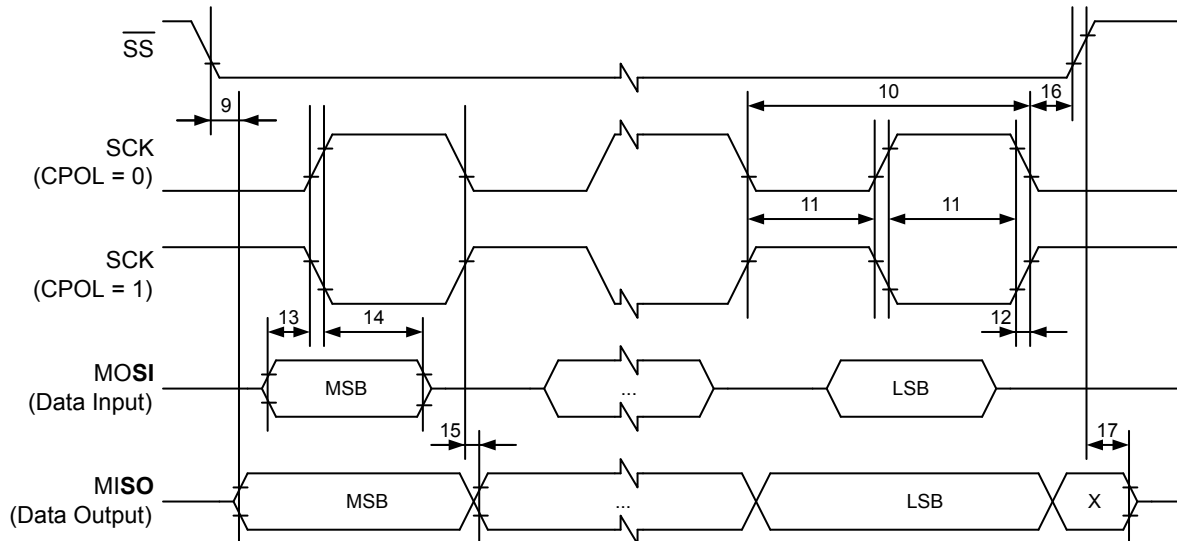 SS
9
10
16
SCK
(CPOL = 0)
11
11
SCK
(CPOL = 1)
13
14
12
MOSI
(Data Input)
MSB
...
LSB
15
17
MISO
(Data Output)
MSB
...
LSB
X